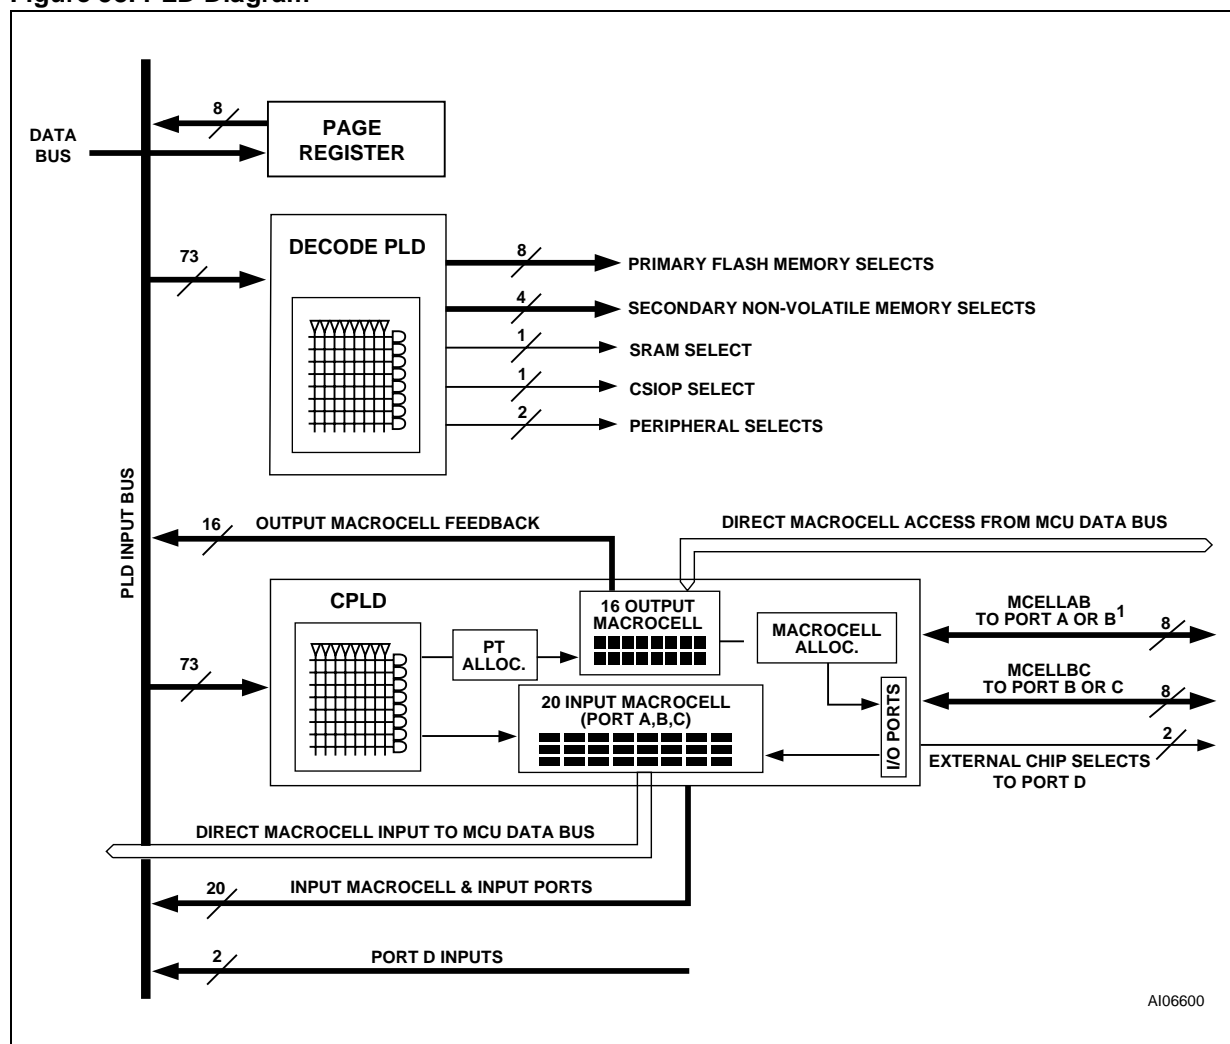 8
DATA
BUS
PAGE
REGISTER
73
DECODE PLD
8
PRIMARY FLASH MEMORY SELECTS
4
SECONDARY NON-VOLATILE MEMORY SELECTS
1
SRAM SELECT
1
CSIOP SELECT
2
PERIPHERAL SELECTS
PLD INPUT BUS
16
OUTPUT MACROCELL FEEDBACK
DIRECT MACROCELL ACCESS FROM MCU DATA BUS
CPLD
73
PT
ALLOC.
16 OUTPUT
MACROCELL
MACROCELL
ALLOC.
20 INPUT MACROCELL
(PORT A,B,C)
I/O PORTS
MCELLAB
TO PORT A OR B1
8
MCELLBC
TO PORT B OR C
8
2
EXTERNAL CHIP SELECTS
TO PORT D
DIRECT MACROCELL INPUT TO MCU DATA BUS
20
INPUT MACROCELL & INPUT PORTS
2
PORT D INPUTS
AI06600